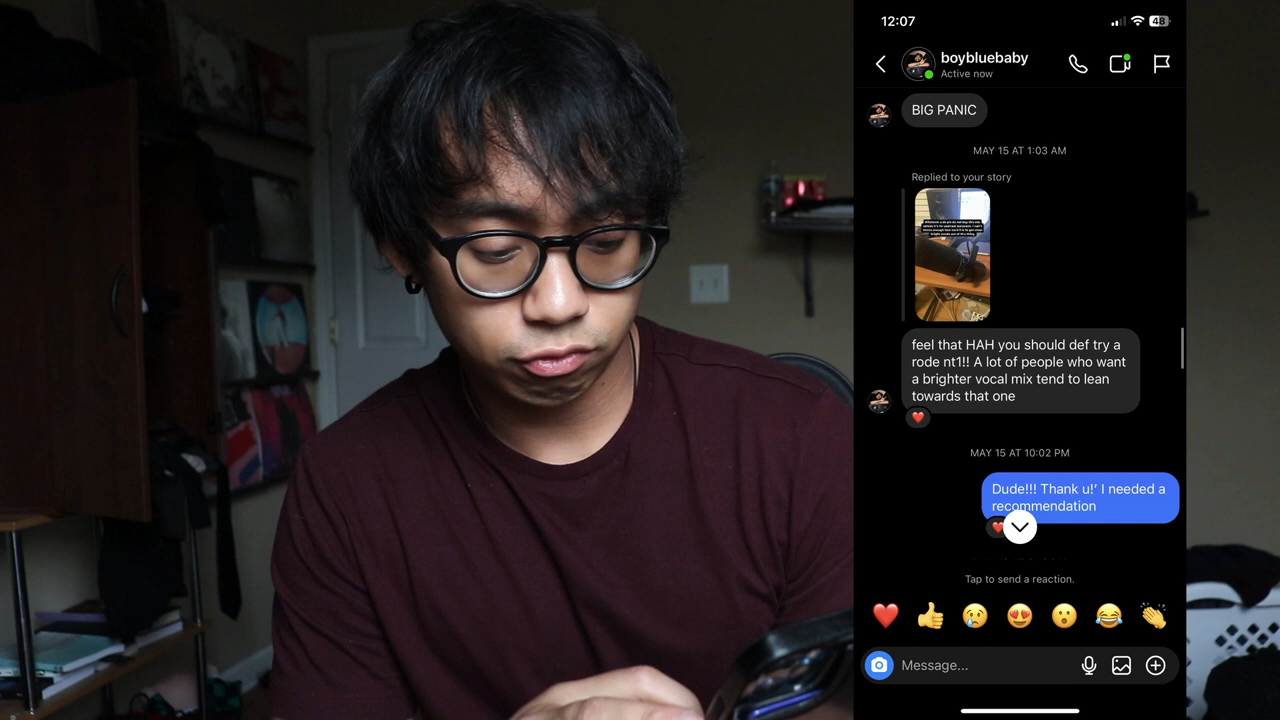 12:07
48
boybluebaby
Active now
BIG PANIC
MAY 15 AT 1:03 AM
Replied to your story
feel that HAH you should def try a
rode nt1!! A lot of people who want
a brighter vocal mix tend to lean
towards that one
MAY 15 AT 10:02 PM
Dude!!! Thank u!' I needed a
recommendation
Tap to send a reaction.
Message...